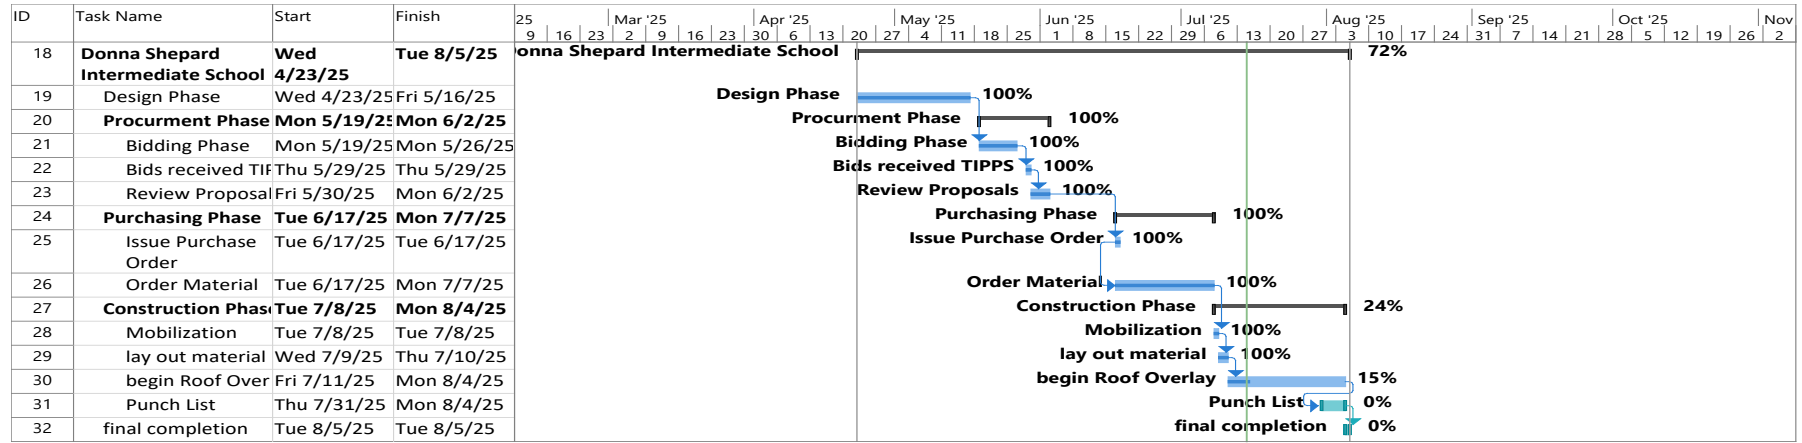 ID Task Name Start Finish 25 Mar '25 Apr '25 May '25 Jun '25 Jul '25 Aug '25 Sep '25 Oct '25 Nov
9 16 23 2 9 16 23 30 6 13 20 27 4 11 18 25 1 8 15 22 29 6 13 20 27 3 10 17 24 31 7 14 21 28 5 12 19 26 2
18 Donna Shepard Wed Tue 8/5/25 Donna Shepard Intermediate School 72%
Intermediate School 4/23/25
19 Design Phase Wed 4/23/25 Fri 5/16/25 Design Phase 100%
20 Procurment Phase Mon 5/19/25 Mon 6/2/25 Procurment Phase 100%
21 Bidding Phase Mon 5/19/25 Mon 5/26/25 Bidding Phase 100%
22 Bids received TIP Thu 5/29/25 Thu 5/29/25 Bids received TIPPS 100%
23 Review Proposal Fri 5/30/25 Mon 6/2/25 Review Proposals 100%
24 Purchasing Phase Tue 6/17/25 Mon 7/7/25 Purchasing Phase 100%
25 Issue Purchase Tue 6/17/25 Tue 6/17/25 Issue Purchase Order 100%
Order
26 Order Material Tue 6/17/25 Mon 7/7/25 Order Material 100%
27 Construction Phase Tue 7/8/25 Mon 8/4/25 Construction Phase 24%
28 Mobilization Tue 7/8/25 Tue 7/8/25 Mobilization 100%
29 lay out material Wed 7/9/25 Thu 7/10/25 lay out material 100%
30 begin Roof Over Fri 7/11/25 Mon 8/4/25 begin Roof Overlay 15%
31 Punch List Thu 7/31/25 Mon 8/4/25 Punch List 0%
32 final completion Tue 8/5/25 Tue 8/5/25 final completion 0%